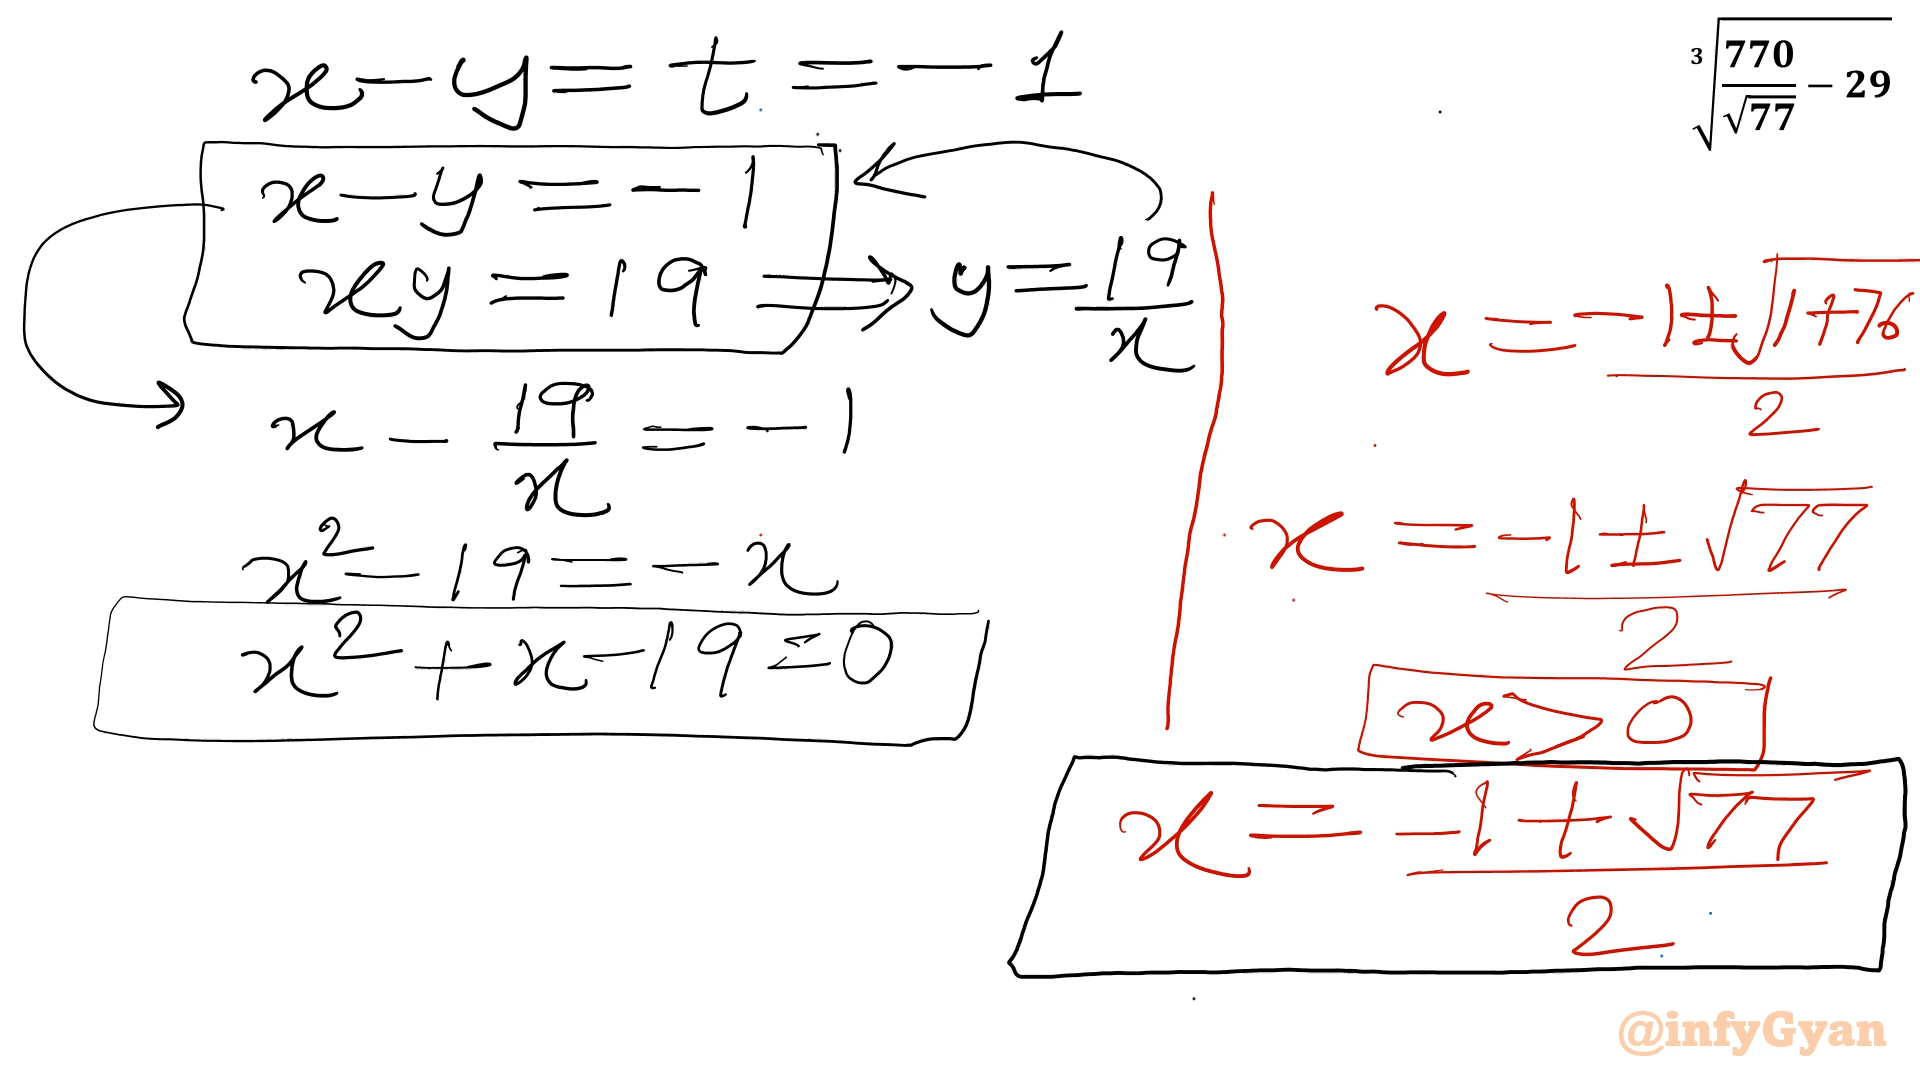 x - y = t = -1
x - y = -1
xy = 19 ⟹ y = 19/x
x - 19/x = -1
x² - 19 = -x
x² + x - 19 = 0
∛(770/√77 - 29)
x = (-1 ± √(1+76))/2
x = (-1 ± √77)/2
x > 0
x = (-1 + √77)/2
@infyGyan